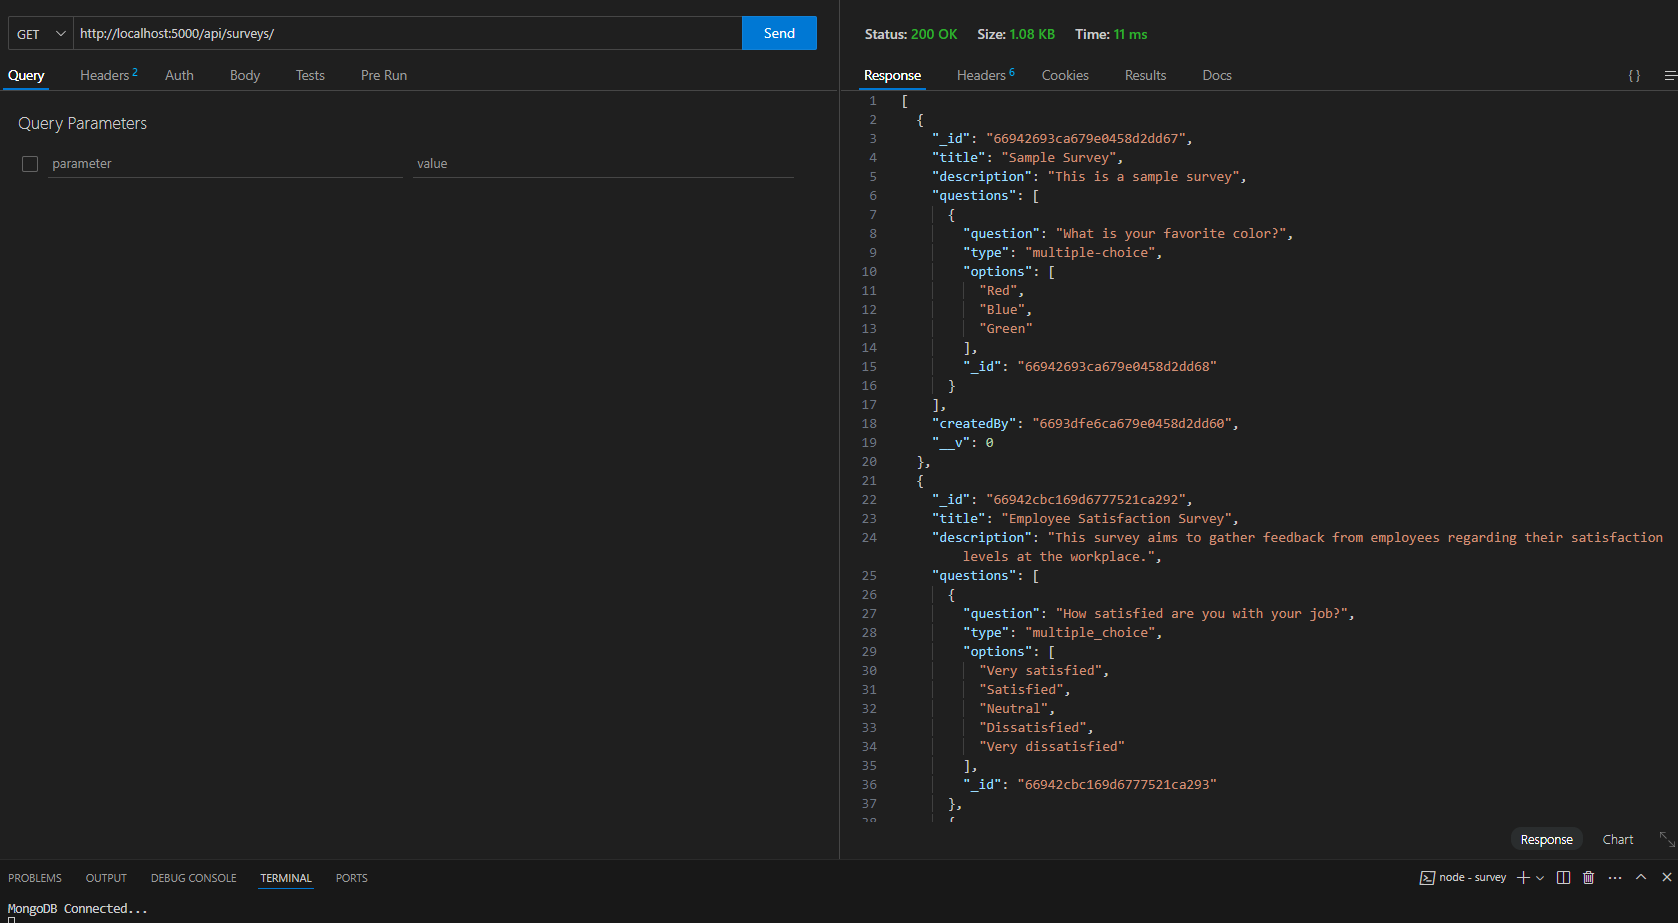 GET http://localhost:5000/api/surveys/ Send
Query Headers 2 Auth Body Tests Pre Run
Query Parameters
parameter value
Status: 200 OK Size: 1.08 KB Time: 11 ms
Response Headers 6 Cookies Results Docs { }
1 [
2 {
3 "_id": "66942693ca679e0458d2dd67",
4 "title": "Sample Survey",
5 "description": "This is a sample survey",
6 "questions": [
7 {
8 "question": "What is your favorite color?",
9 "type": "multiple-choice",
10 "options": [
11 "Red",
12 "Blue",
13 "Green"
14 ],
15 "_id": "66942693ca679e0458d2dd68"
16 }
17 ],
18 "createdBy": "6693dfe6ca679e0458d2dd60",
19 "__v": 0
20 },
21 {
22 "_id": "66942cbc169d6777521ca292",
23 "title": "Employee Satisfaction Survey",
24 "description": "This survey aims to gather feedback from employees regarding their satisfaction
levels at the workplace.",
25 "questions": [
26 {
27 "question": "How satisfied are you with your job?",
28 "type": "multiple_choice",
29 "options": [
30 "Very satisfied",
31 "Satisfied",
32 "Neutral",
33 "Dissatisfied",
34 "Very dissatisfied"
35 ],
36 "_id": "66942cbc169d6777521ca293"
37 },
38 {
Response Chart
PROBLEMS OUTPUT DEBUG CONSOLE TERMINAL PORTS node - survey
MongoDB Connected...